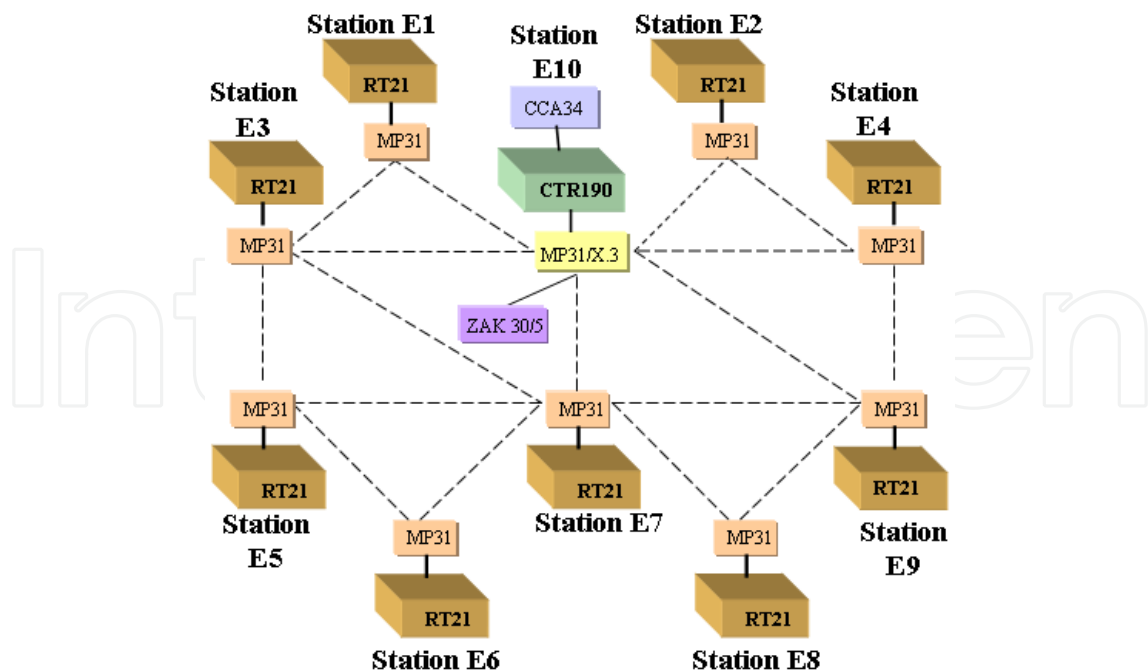 Station E1
Station
E10
Station E2
Station
E3
Station
E4
RT21
CCA34
RT21
MP31
MP31
RT21
CTR190
RT21
MP31
MP31/X.3
MP31
ZAK 30/5
MP31
MP31
MP31
RT21
RT21
RT21
Station
E5
Station E7
Station
E9
MP31
MP31
RT21
RT21
Station E6
Station E8